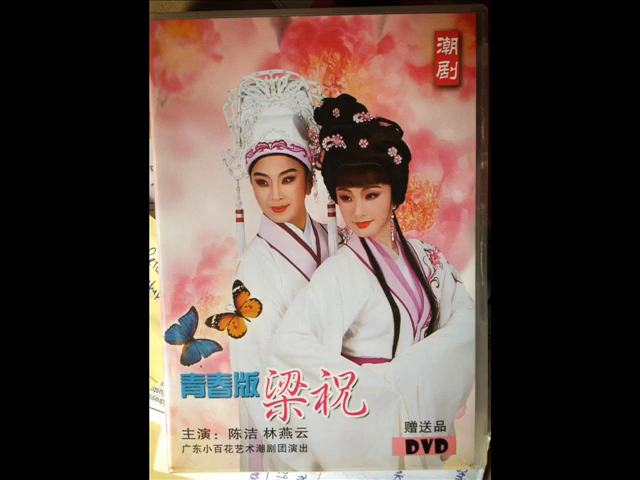 潮剧
青春版 梁祝
主演：陈洁 林燕云
广东小百花艺术潮剧团演出
赠送品
DVD